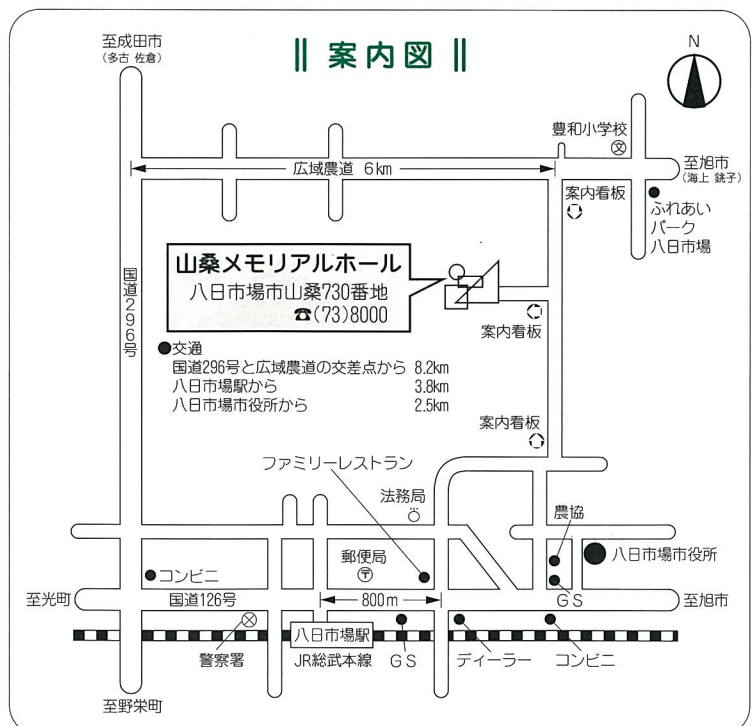 至成田市
(多古 佐倉)
案内図
N
豊和小学校
文
広域農道 6km
至旭市
(海上 銚子)
案内看板
ふれあい
パーク
八日市場
山桑メモリアルホール
八日市場市山桑730番地
☎(73)8000
国道296号
案内看板
●交通
国道296号と広域農道の交差点から 8.2km
八日市場駅から 3.8km
八日市場市役所から 2.5km
案内看板
ファミリーレストラン
法務局
農協
郵便局
〒
八日市場市役所
コンビニ
至光町
国道126号
800m
GS
至旭市
八日市場駅
警察署
JR総武本線
GS
ディーラー
コンビニ
至野栄町